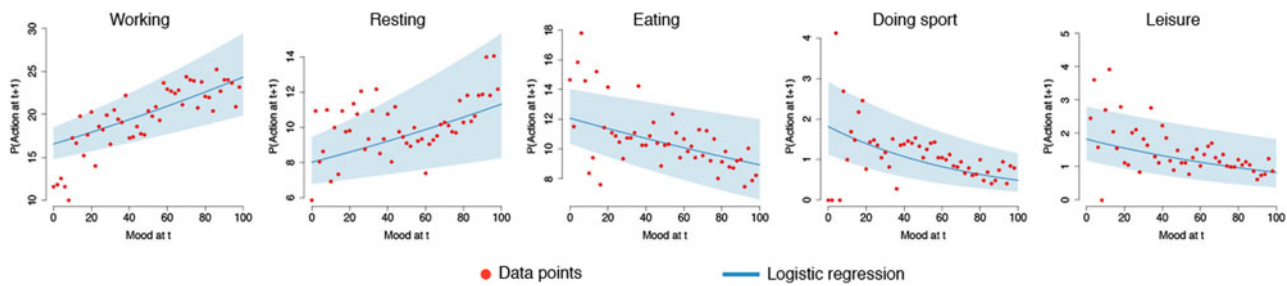 Working
P(Action at t+1)
30
25
20
15
10
0 20 40 60 80 100
Mood at t
Resting
P(Action at t+1)
14
12
10
8
6
0 20 40 60 80 100
Mood at t
Eating
P(Action at t+1)
18
16
14
12
10
8
0 20 40 60 80 100
Mood at t
Doing sport
P(Action at t+1)
4
3
2
1
0
0 20 40 60 80 100
Mood at t
Leisure
P(Action at t+1)
5
4
3
2
1
0
0 20 40 60 80 100
Mood at t
Data points
Logistic regression